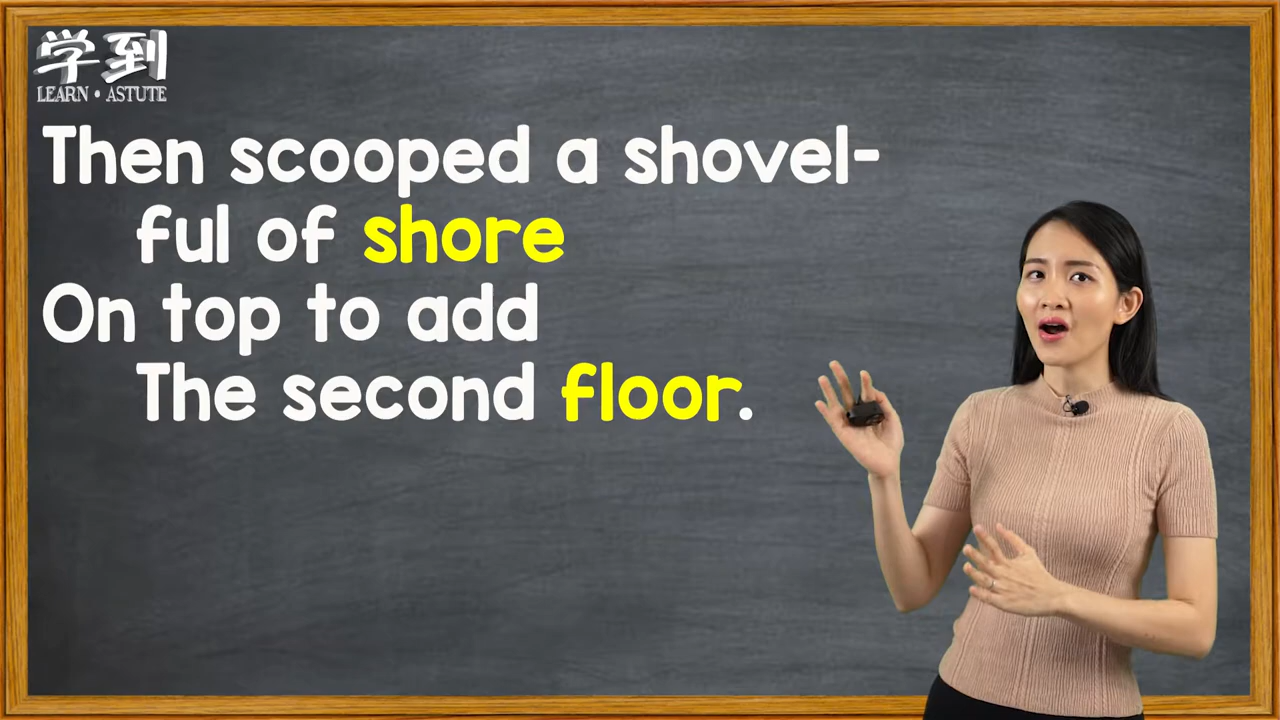 学到
LEARN • ASTUTE
Then scooped a shovel-
ful of shore
On top to add
The second floor.